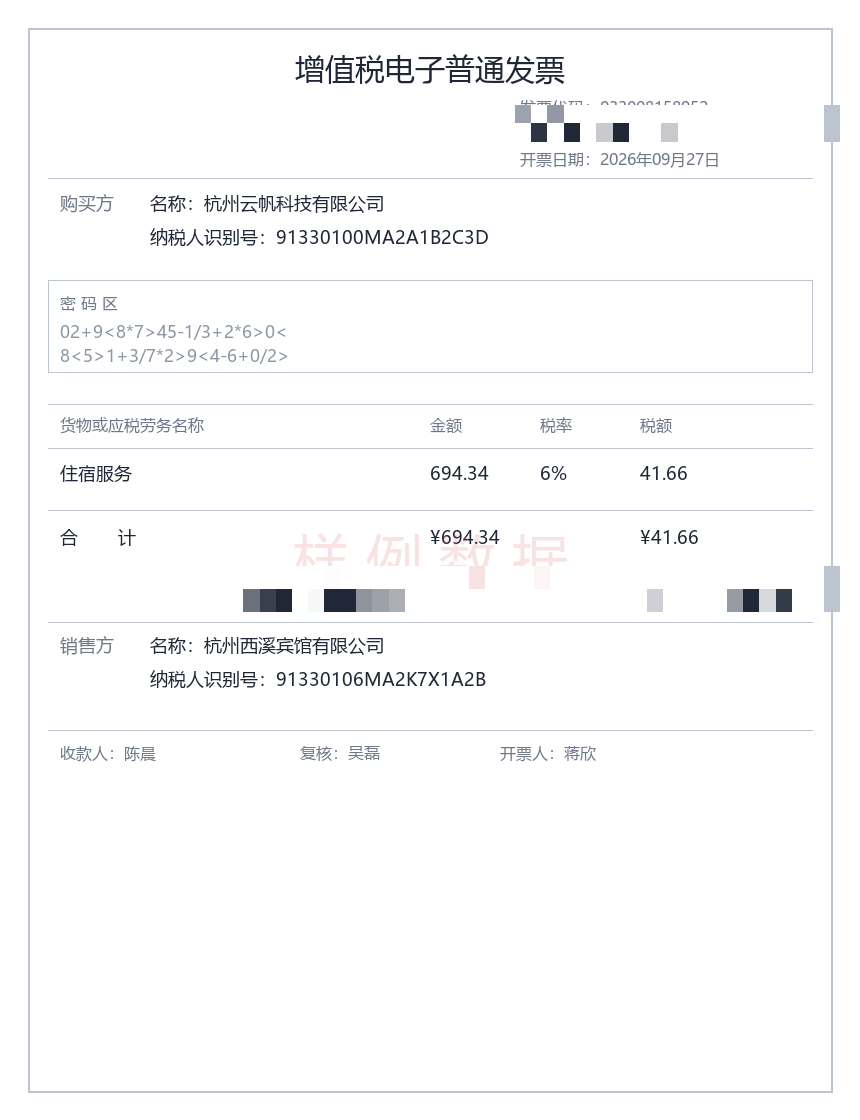 增值税电子普通发票
开票日期：2026年09月27日
购买方 名称：杭州云帆科技有限公司
纳税人识别号：91330100MA2A1B2C3D
密码区
02+9<8*7>45-1/3+2*6>0<
8<5>1+3/7*2>9<4-6+0/2>
货物或应税劳务名称 金额 税率 税额
住宿服务 694.34 6% 41.66
合计 ¥694.34 ¥41.66
样例数据
销售方 名称：杭州西溪宾馆有限公司
纳税人识别号：91330106MA2K7X1A2B
收款人：陈晨 复核：吴磊 开票人：蒋欣